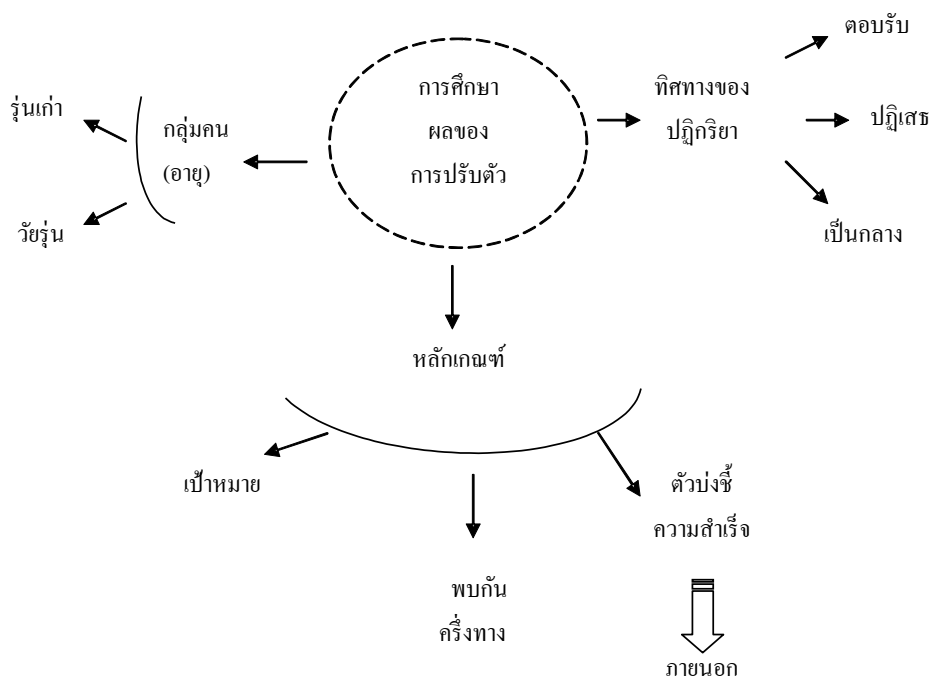 ตอบรับ
การศึกษา
ผลของ
การปรับตัว
ทิศทางของ
ปฏิกริยา
ปฏิเสธ
เป็นกลาง
รุ่นเก่า
กลุ่มคน
(อายุ)
วัยรุ่น
หลักเกณฑ์
เป้าหมาย
พบกัน
ครึ่งทาง
ตัวบ่งชี้
ความสำเร็จ
ภายนอก